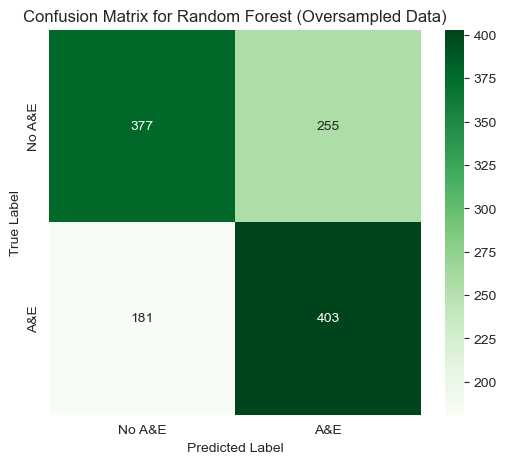 Confusion Matrix for Random Forest (Oversampled Data)
No A&E
A&E
True Label
377
255
181
403
No A&E
A&E
Predicted Label
400
375
350
325
300
275
250
225
200